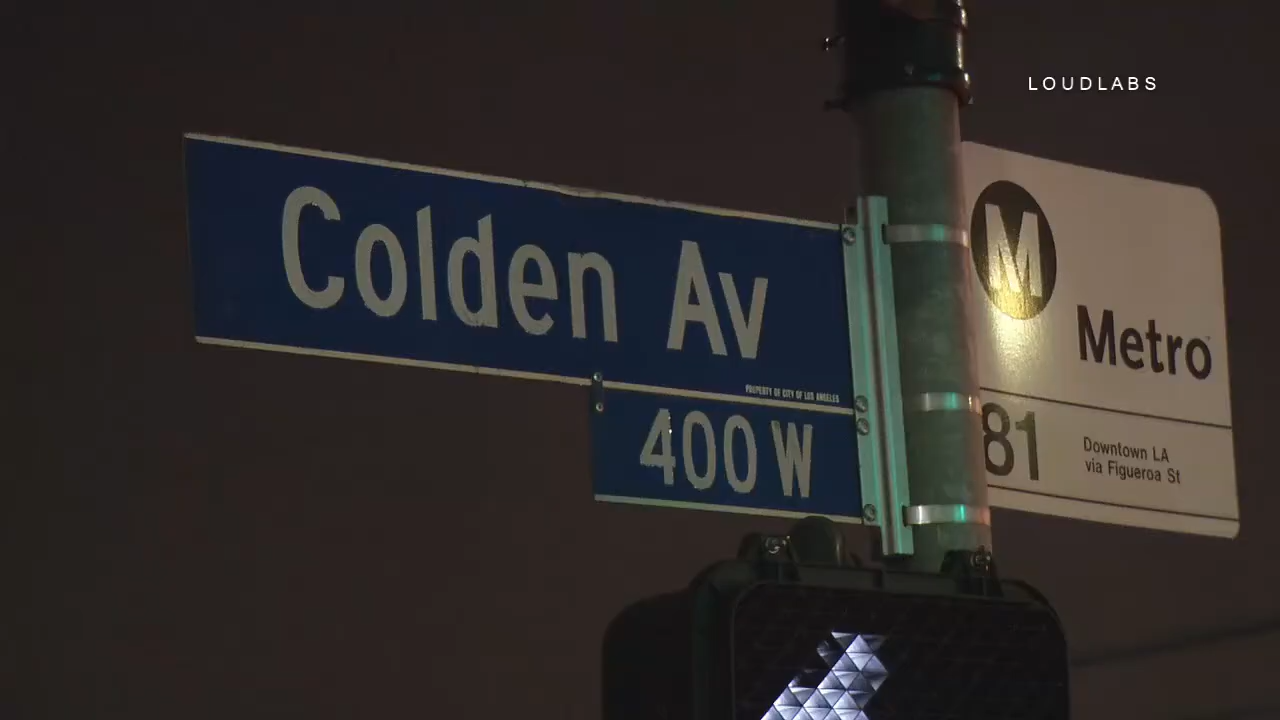 LOUDLABS
Colden Av
PROPERTY OF CITY OF LOS ANGELES
400 W
M
Metro
81
Downtown LA
via Figueroa St